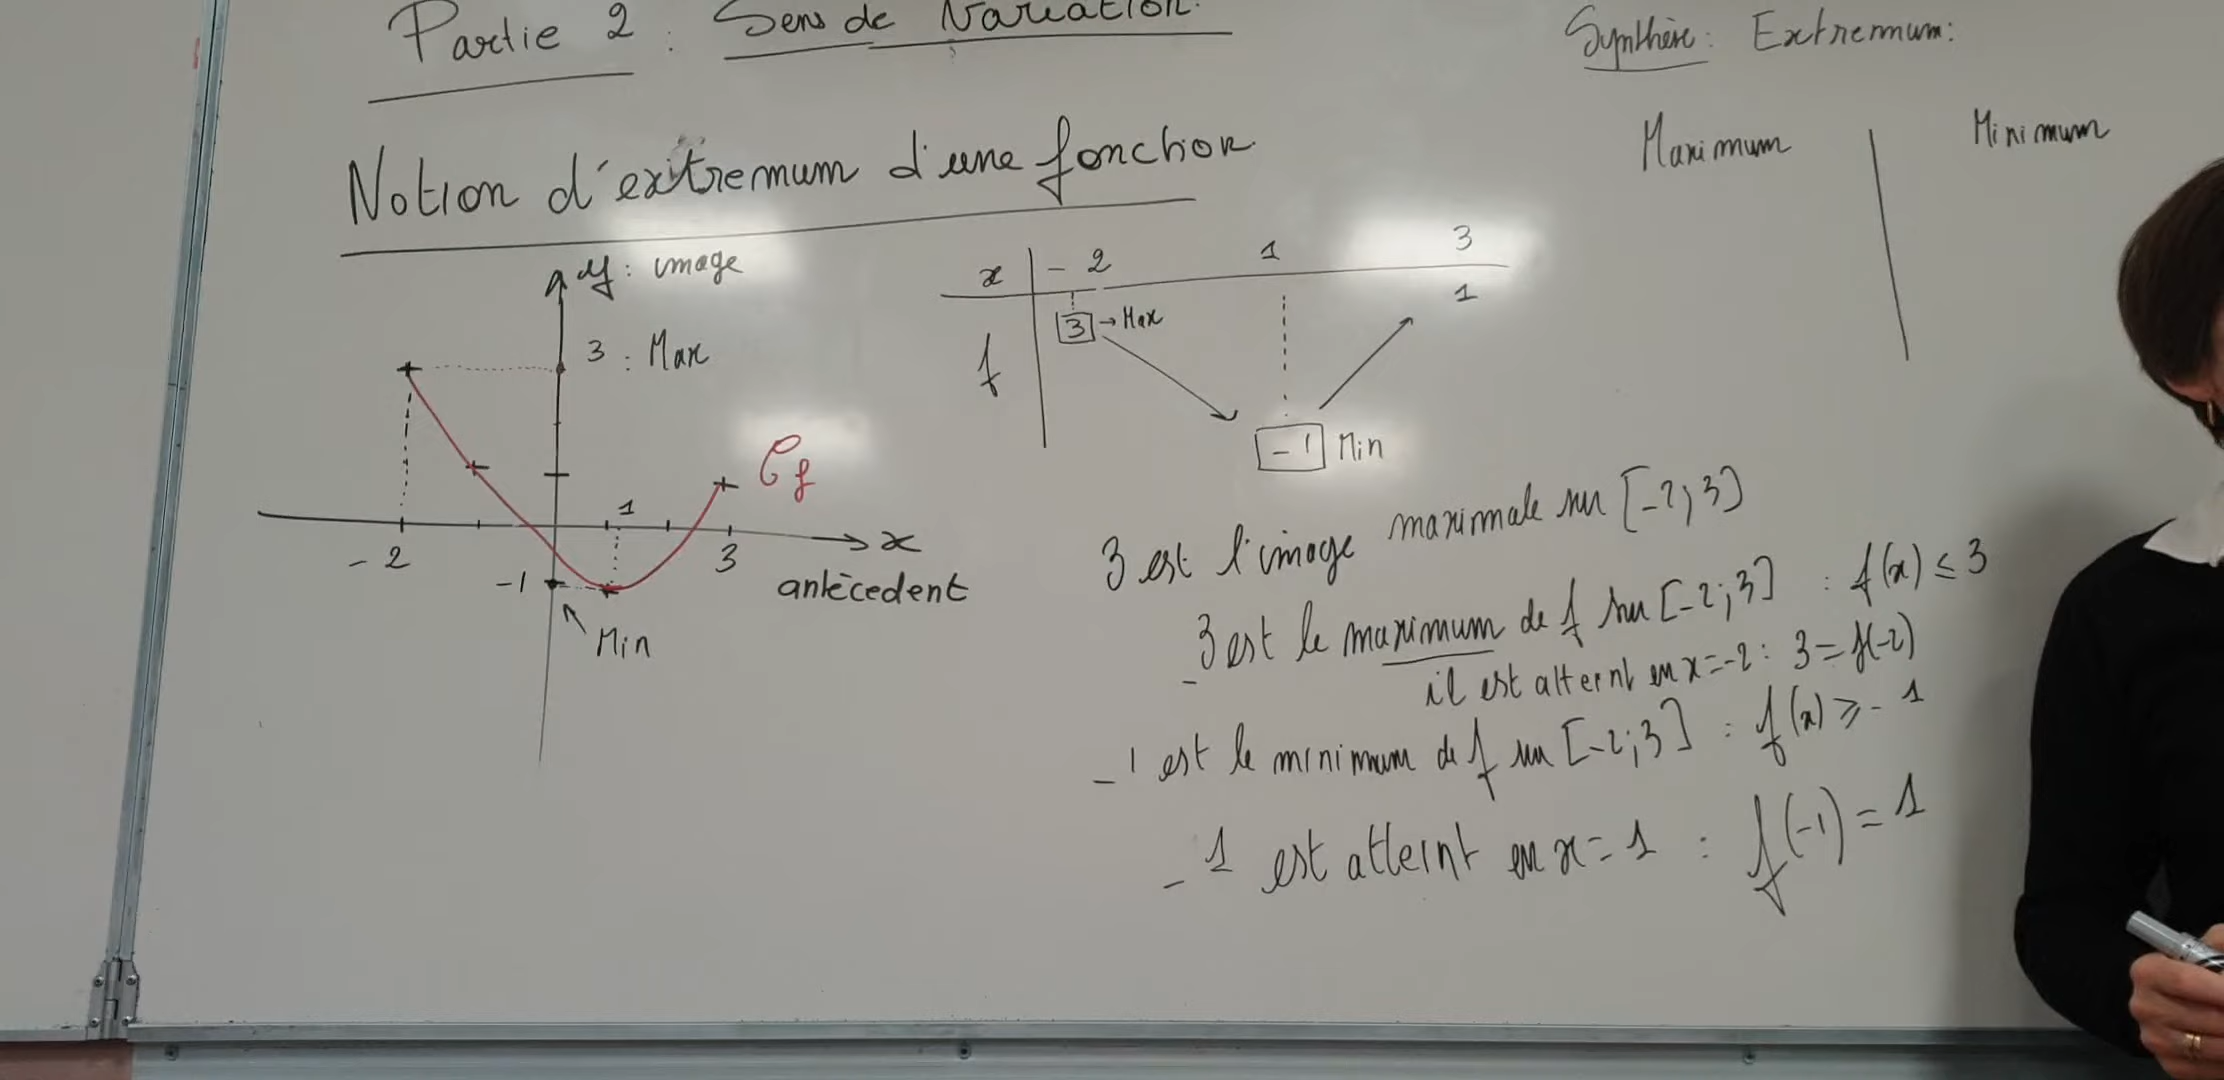 Partie 2 : Sens de Variation.
Notion d'extremum d'une fonction
y : image
3 : Max
Cf
1
-2
3
x
antécedent
-1
Min
x -2 1 3
f 3 → Max 1
-1 Min
3 est l'image maximale sur [-2;3]
3 est le maximum de f sur [-2;3] : f(x) ≤ 3
il est atteint en x=-2 : 3=f(-2)
-1 est le minimum de f sur [-2;3] : f(x) ≥ -1
-1 est atteint en x=1 : f(-1)=1
Synthèse : Extremum :
Maximum Minimum